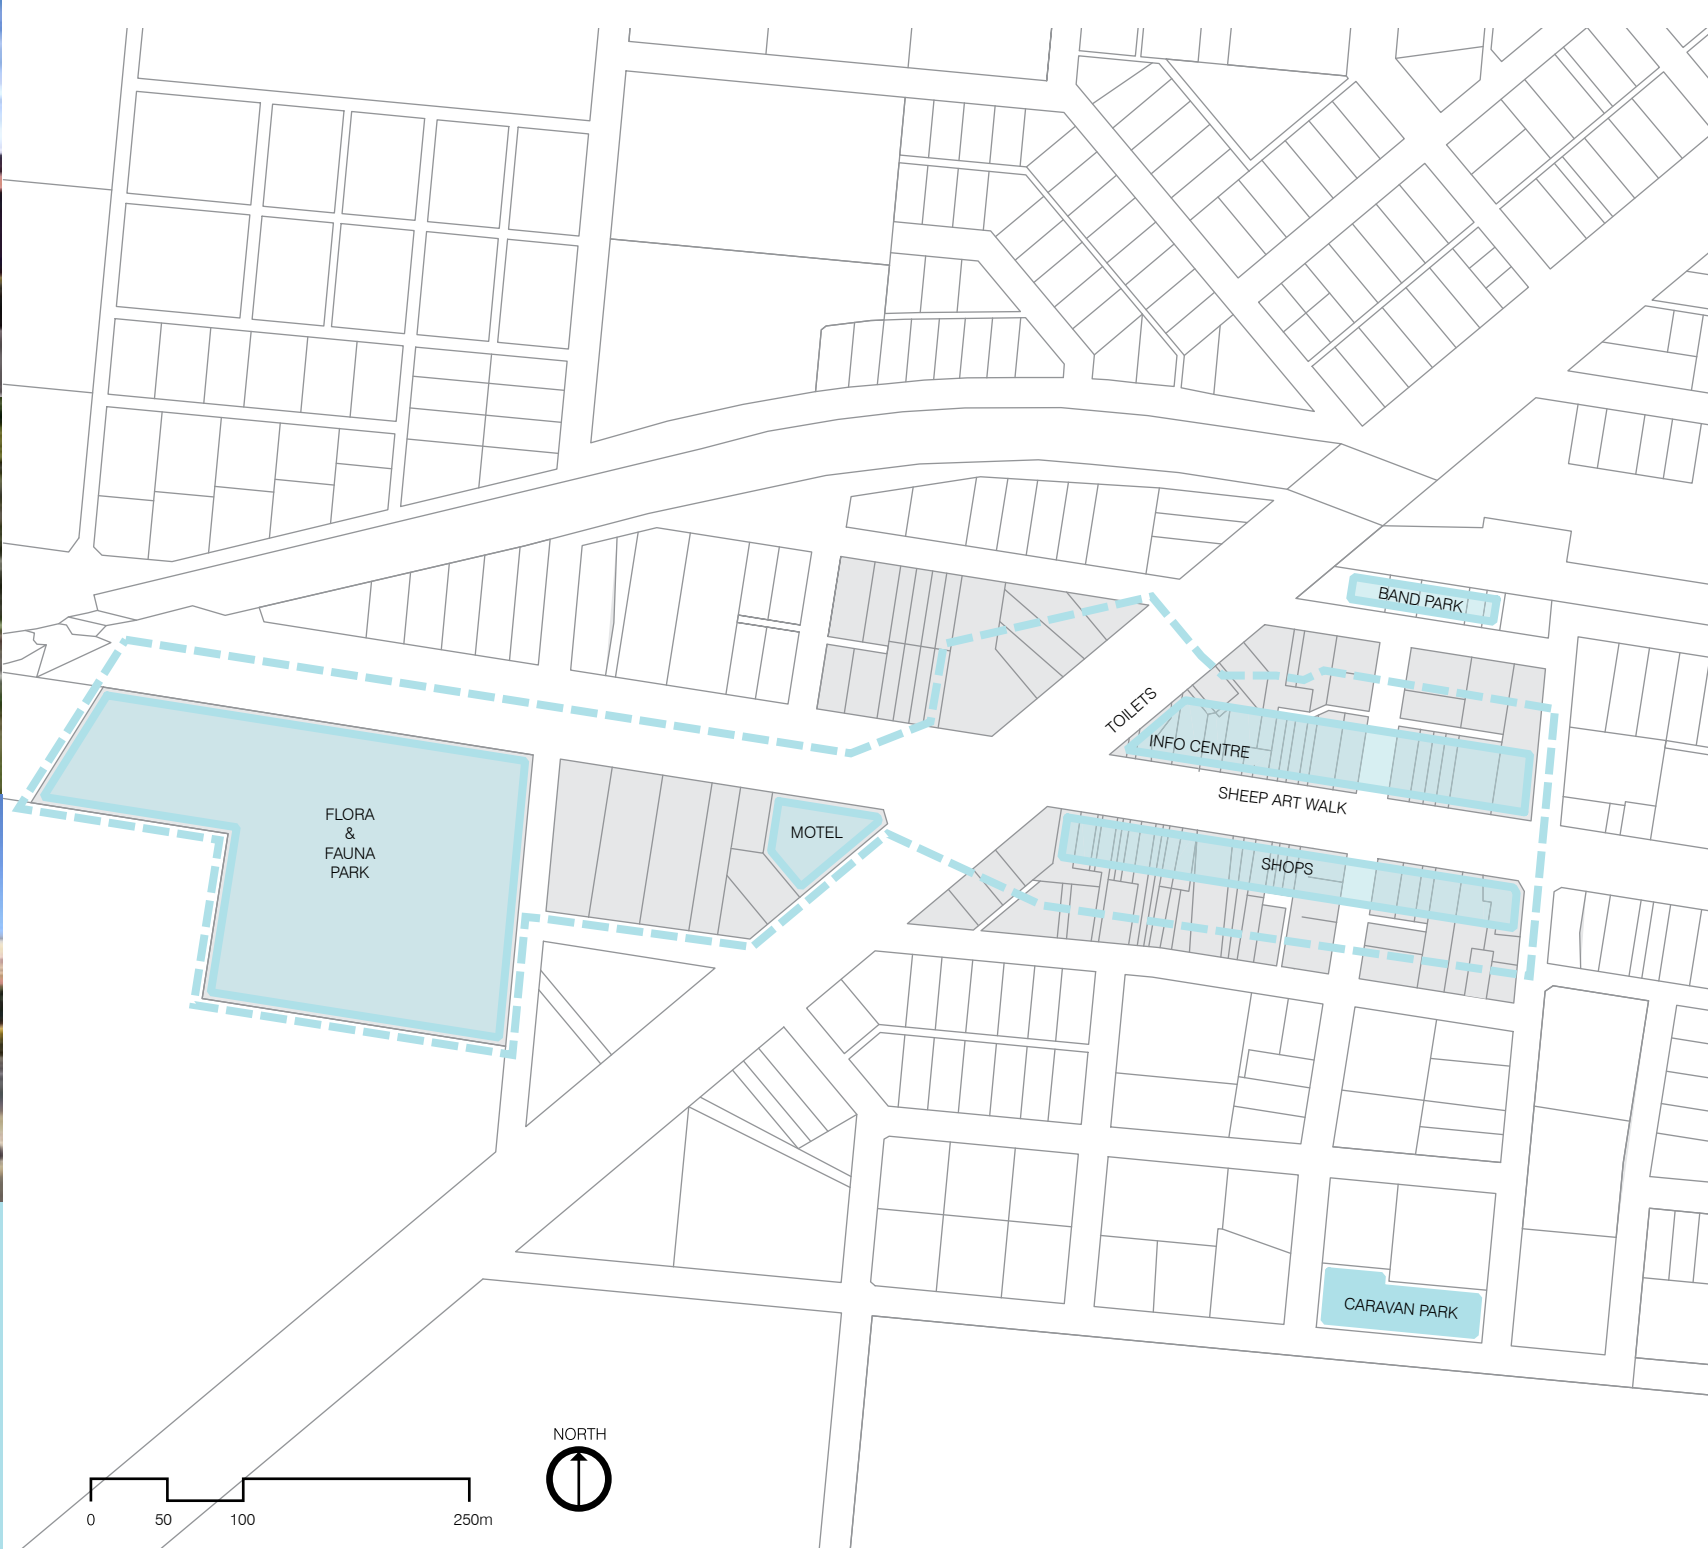 BAND PARK
TOILETS
INFO CENTRE
SHEEP ART WALK
FLORA
&
FAUNA
PARK
MOTEL
SHOPS
CARAVAN PARK
NORTH
0 50 100 250m